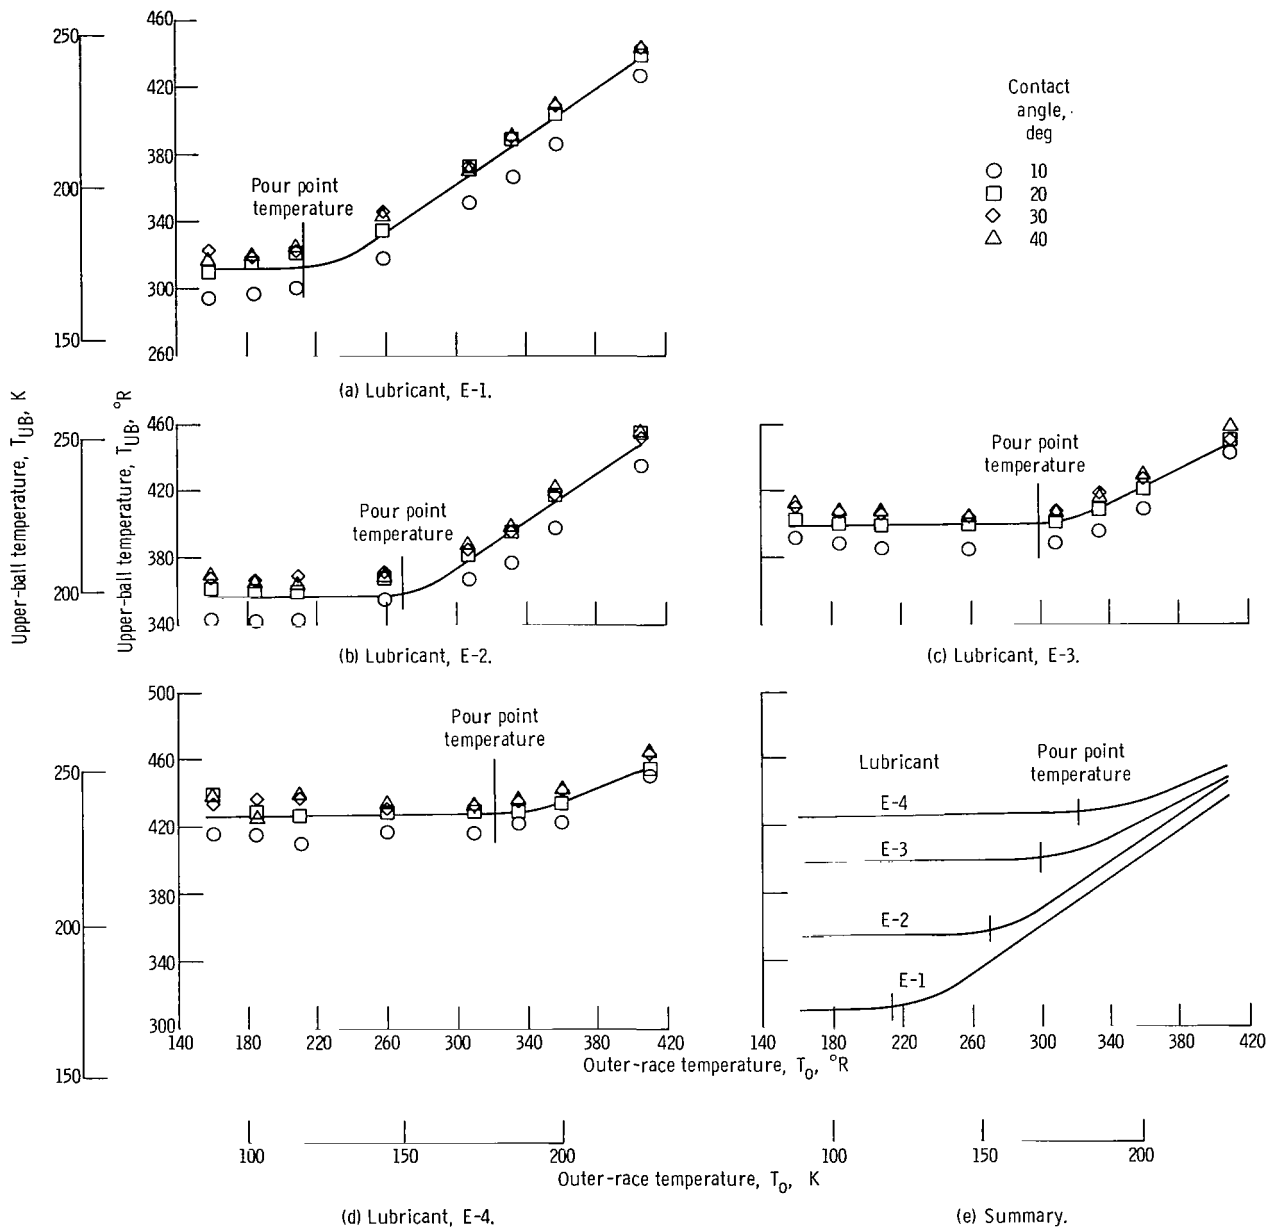 460
250
420
Contact
angle,
deg
380
10
Pour point
200
20
temperature
340
30
40
300
150
260
(a) Lubricant, E-1.
Upper-ball temperature, T_UB, K
Upper-ball temperature, T_UB, °R
460
250
Pour point
temperature
420
Pour point
temperature
380
200
340
(b) Lubricant, E-2.
(c) Lubricant, E-3.
500
Pour point
temperature
460
Lubricant
Pour point
temperature
250
E-4
420
E-3
380
200
E-2
340
E-1
300
140 180 220 260 300 340 380 420
140 180 220 260 300 340 380 420
Outer-race temperature, T_o, °R
150
100 150 200
100 150 200
Outer-race temperature, T_o, K
(d) Lubricant, E-4.
(e) Summary.